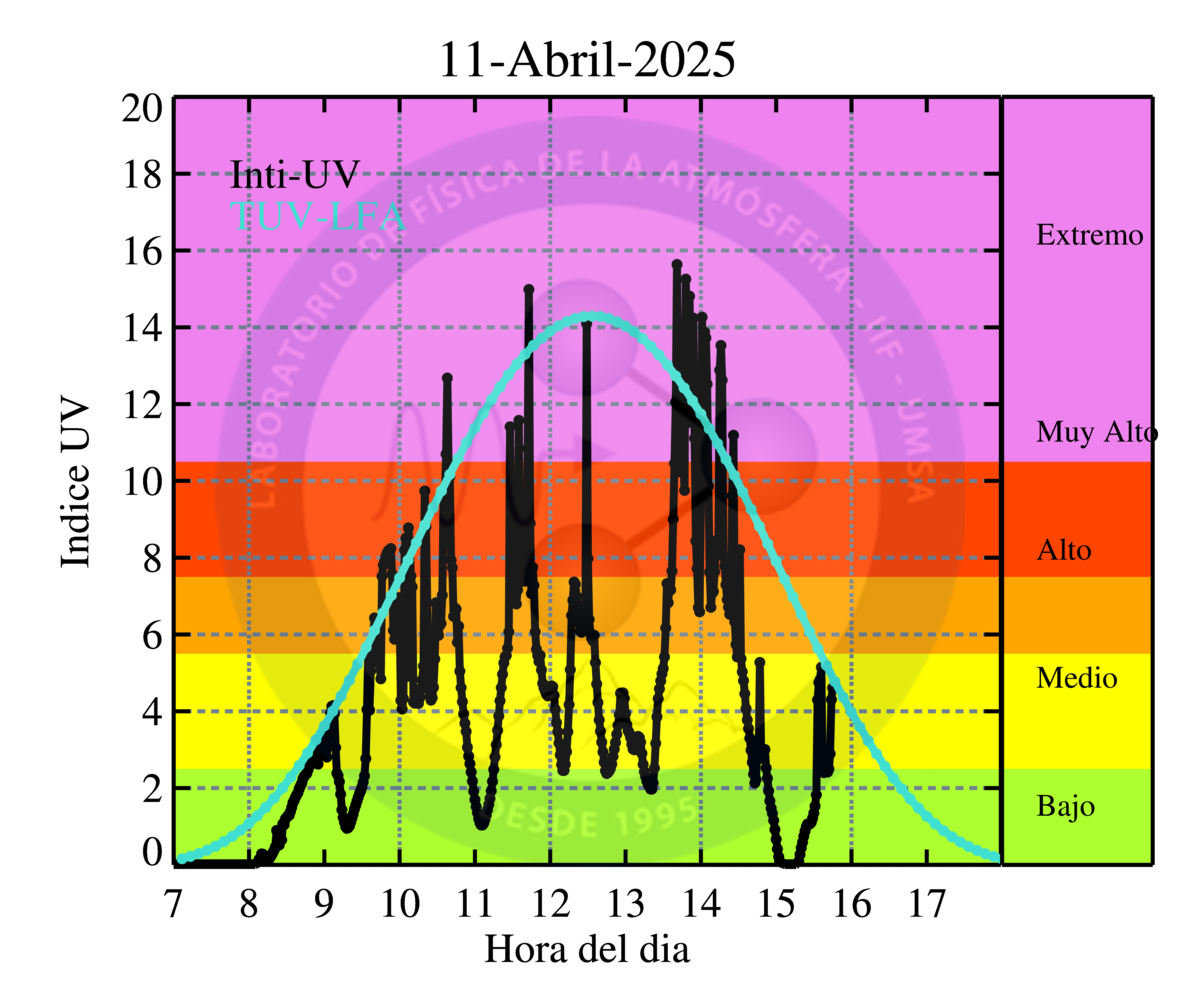 11-Abril-2025
20
18
16
14
12
10
8
6
4
2
0
Indice UV
Inti-UV
TUV-LFA
LABORATORIO DE FÍSICA DE LA ATMÓSFERA - IIF - UMSA
DESDE 1995
Extremo
Muy Alto
Alto
Medio
Bajo
7 8 9 10 11 12 13 14 15 16 17
Hora del dia